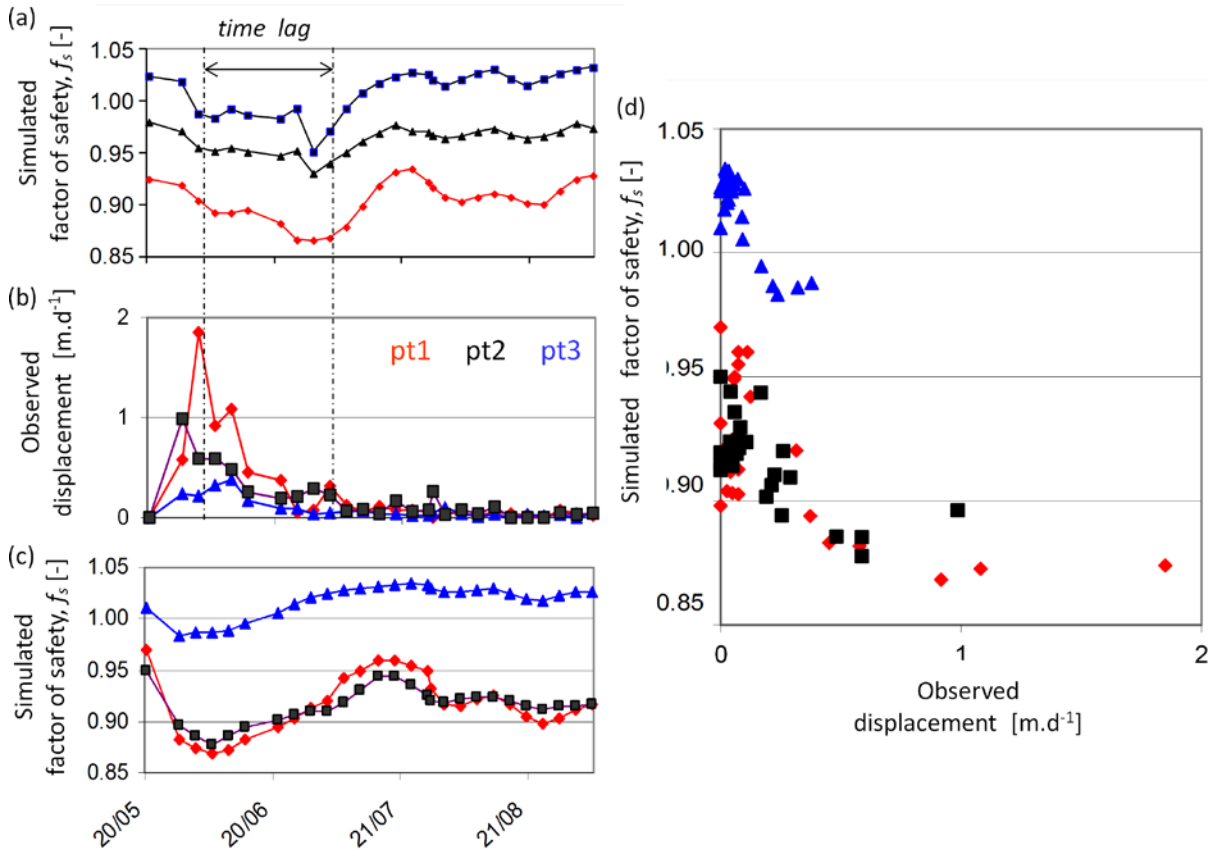 (a)
time lag
Simulated
factor of safety, fs [-]
1.05
1.00
0.95
0.90
0.85
(b)
Observed
displacement [m.d-1]
2
1
0
pt1 pt2 pt3
(c)
Simulated
factor of safety, fs [-]
1.05
1.00
0.95
0.90
0.85
20/05
20/06
21/07
21/08
(d)
Simulated factor of safety, fs [-]
1.05
1.00
0.95
0.90
0.85
0 1 2
Observed
displacement [m.d-1]